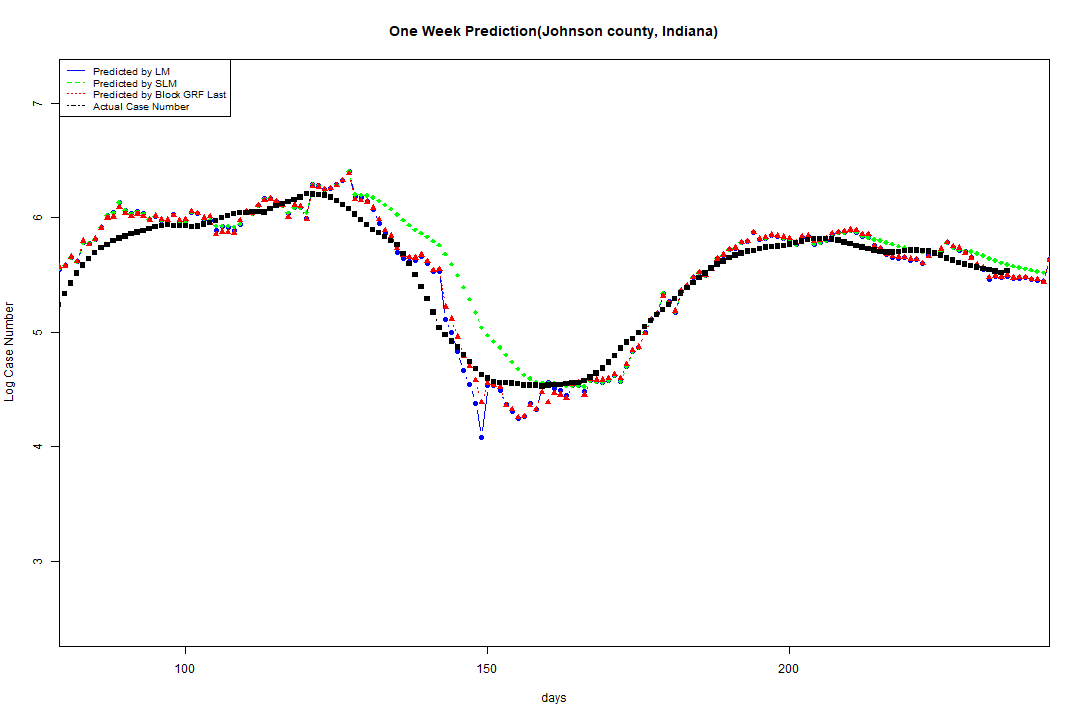 One Week Prediction(Johnson county, Indiana)
Predicted by LM
Predicted by SLM
Predicted by Block GRF Last
Actual Case Number
7
6
5
4
3
Log Case Number
100 150 200
days